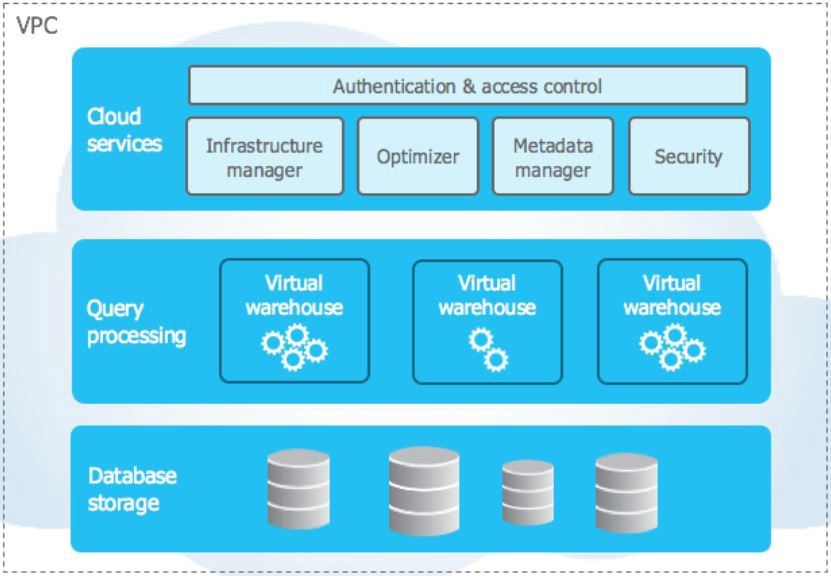 VPC
Cloud
services
Authentication & access control
Infrastructure
manager
Optimizer
Metadata
manager
Security
Query
processing
Virtual
warehouse
Virtual
warehouse
Virtual
warehouse
Database
storage